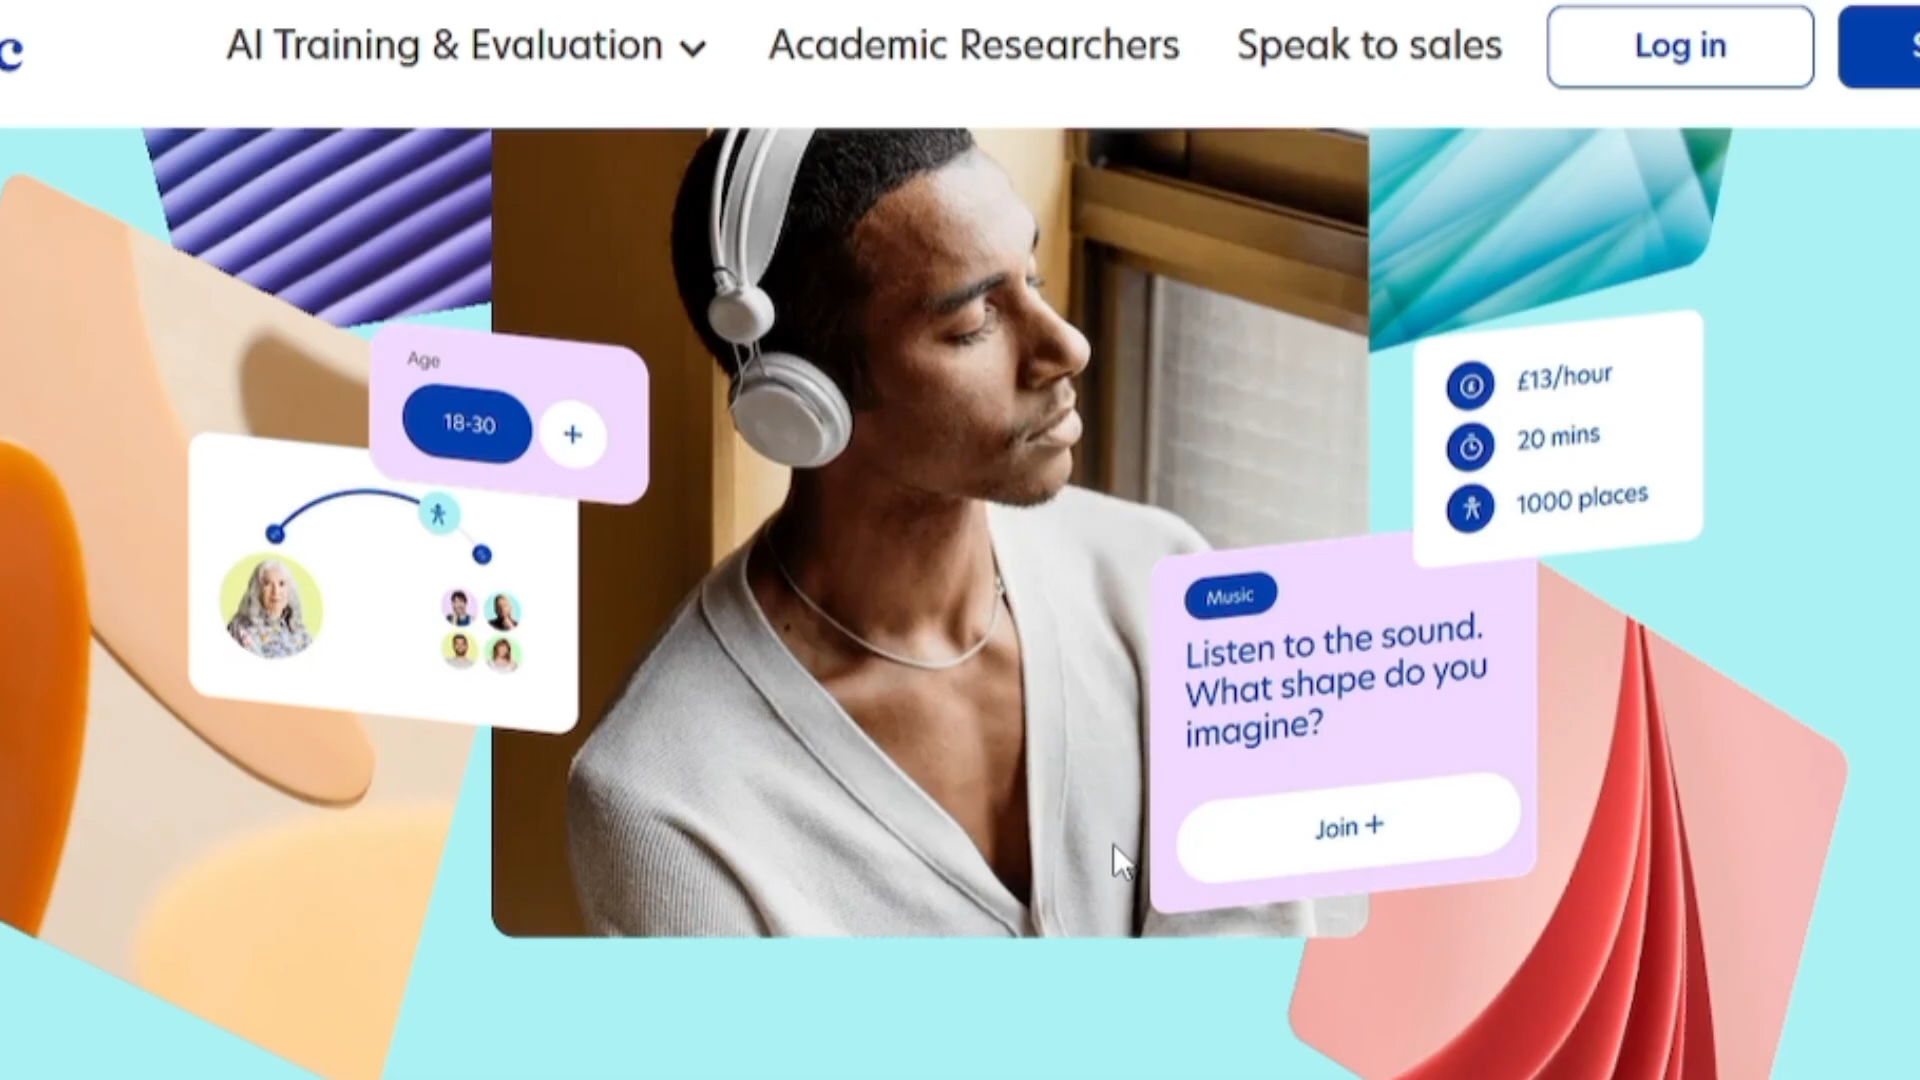 c
AI Training & Evaluation
Academic Researchers
Speak to sales
Log in
S
Age
18-30
+
£13/hour
20 mins
1000 places
Music
Listen to the sound.
What shape do you
imagine?
Join +